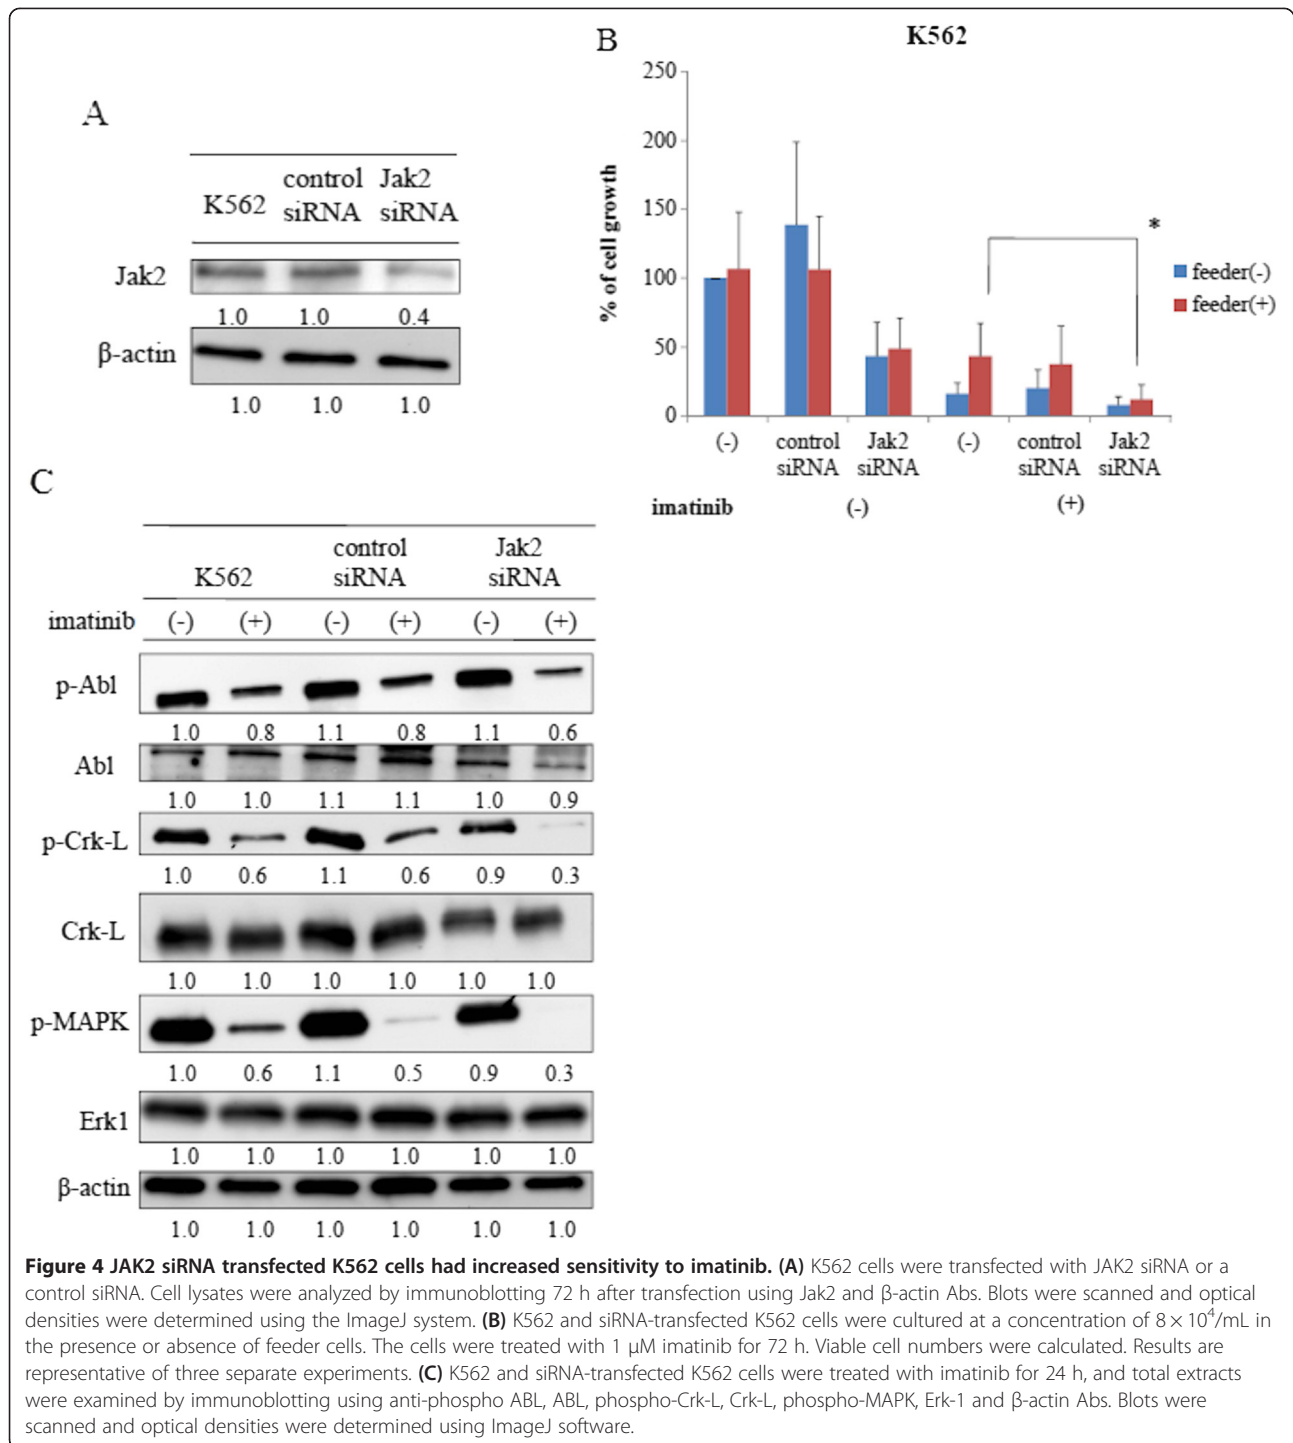 A
K562 control siRNA Jak2 siRNA
Jak2
1.0 1.0 0.4
β-actin
1.0 1.0 1.0
B
K562
% of cell growth
250
200
150
100
50
0
*
feeder(-)
feeder(+)
(-) control siRNA Jak2 siRNA (-) control siRNA Jak2 siRNA
imatinib (-) (+)
C
K562 control siRNA Jak2 siRNA
imatinib (-) (+) (-) (+) (-) (+)
p-Abl
1.0 0.8 1.1 0.8 1.1 0.6
Abl
1.0 1.0 1.1 1.1 1.0 0.9
p-Crk-L
1.0 0.6 1.1 0.6 0.9 0.3
Crk-L
1.0 1.0 1.0 1.0 1.0 1.0
p-MAPK
1.0 0.6 1.1 0.5 0.9 0.3
Erk1
1.0 1.0 1.0 1.0 1.0 1.0
β-actin
1.0 1.0 1.0 1.0 1.0 1.0
Figure 4 JAK2 siRNA transfected K562 cells had increased sensitivity to imatinib. (A) K562 cells were transfected with JAK2 siRNA or a
control siRNA. Cell lysates were analyzed by immunoblotting 72 h after transfection using Jak2 and β-actin Abs. Blots were scanned and optical
densities were determined using the ImageJ system. (B) K562 and siRNA-transfected K562 cells were cultured at a concentration of 8 × 10⁴/mL in
the presence or absence of feeder cells. The cells were treated with 1 μM imatinib for 72 h. Viable cell numbers were calculated. Results are
representative of three separate experiments. (C) K562 and siRNA-transfected K562 cells were treated with imatinib for 24 h, and total extracts
were examined by immunoblotting using anti-phospho ABL, ABL, phospho-Crk-L, Crk-L, phospho-MAPK, Erk-1 and β-actin Abs. Blots were
scanned and optical densities were determined using ImageJ software.